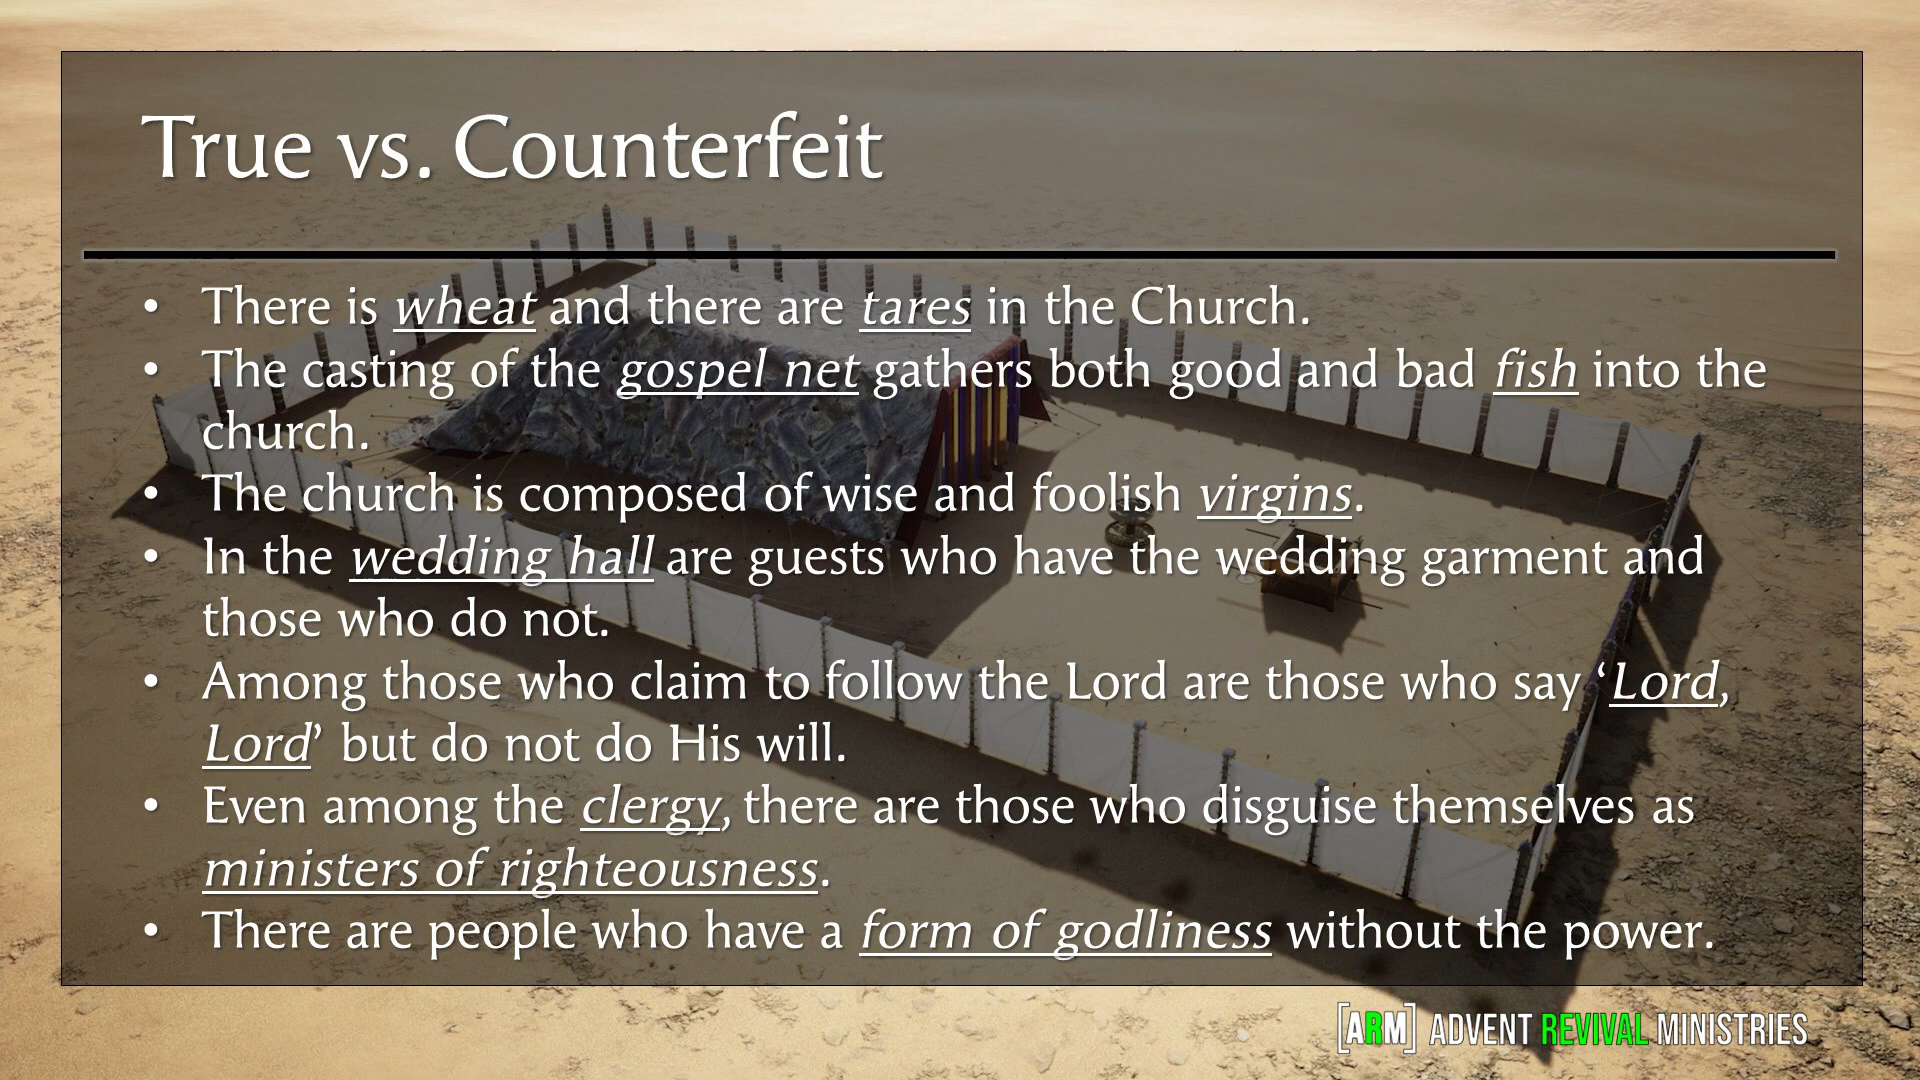 True vs. Counterfeit
• There is wheat and there are tares in the Church.
• The casting of the gospel net gathers both good and bad fish into the
church.
• The church is composed of wise and foolish virgins.
• In the wedding hall are guests who have the wedding garment and
those who do not.
• Among those who claim to follow the Lord are those who say ‘Lord,
Lord’ but do not do His will.
• Even among the clergy, there are those who disguise themselves as
ministers of righteousness.
• There are people who have a form of godliness without the power.
[ARM] ADVENT REVIVAL MINISTRIES